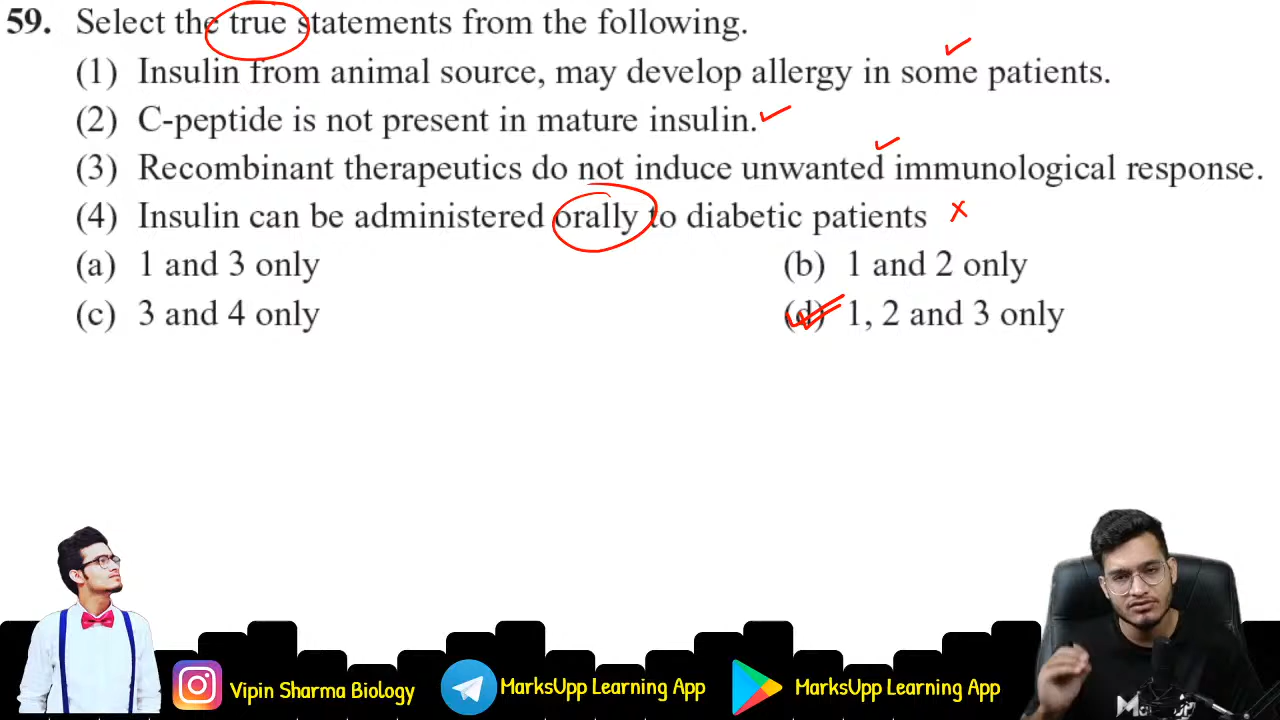 59. Select the true statements from the following.
(1) Insulin from animal source, may develop allergy in some patients.
(2) C-peptide is not present in mature insulin.
(3) Recombinant therapeutics do not induce unwanted immunological response.
(4) Insulin can be administered orally to diabetic patients
(a) 1 and 3 only (b) 1 and 2 only
(c) 3 and 4 only (d) 1, 2 and 3 only
Vipin Sharma Biology MarksUpp Learning App MarksUpp Learning App